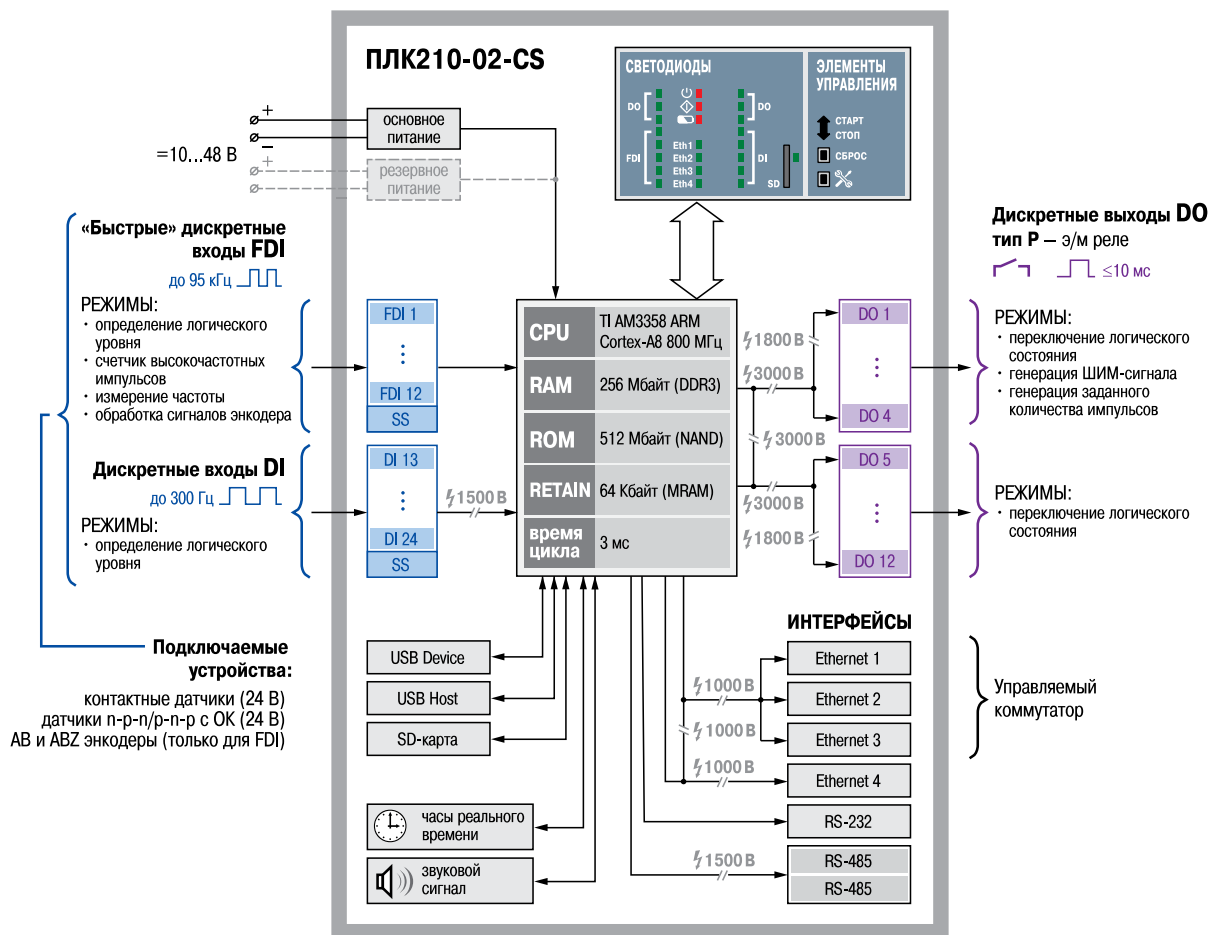 ПЛК210-02-CS
СВЕТОДИОДЫ
DO
DO
FDI
Eth1
Eth2
Eth3
Eth4
DI
SD
ЭЛЕМЕНТЫ
УПРАВЛЕНИЯ
СТАРТ
СТОП
СБРОС
=10...48 В
+
−
+
−
основное
питание
резервное
питание
«Быстрые» дискретные
входы FDI
до 95 кГц
РЕЖИМЫ:
· определение логического
уровня
· счетчик высокочастотных
импульсов
· измерение частоты
· обработка сигналов энкодера
Дискретные входы DI
до 300 Гц
РЕЖИМЫ:
· определение логического
уровня
Подключаемые
устройства:
контактные датчики (24 В)
датчики n-p-n/p-n-p с ОК (24 В)
AB и ABZ энкодеры (только для FDI)
FDI 1
FDI 12
SS
DI 13
DI 24
SS
1500 В
CPU
TI AM3358 ARM
Cortex-A8 800 МГц
RAM
256 Мбайт (DDR3)
ROM
512 Мбайт (NAND)
RETAIN
64 Кбайт (MRAM)
время
цикла
3 мс
1800 В
3000 В
3000 В
3000 В
1800 В
DO 1
DO 4
DO 5
DO 12
Дискретные выходы DO
тип Р – э/м реле
≤10 мс
РЕЖИМЫ:
· переключение логического
состояния
· генерация ШИМ-сигнала
· генерация заданного
количества импульсов
РЕЖИМЫ:
· переключение логического
состояния
USB Device
USB Host
SD-карта
часы реального
времени
звуковой
сигнал
ИНТЕРФЕЙСЫ
1000 В
1000 В
1000 В
1500 В
Ethernet 1
Ethernet 2
Ethernet 3
Ethernet 4
RS-232
RS-485
RS-485
Управляемый
коммутатор